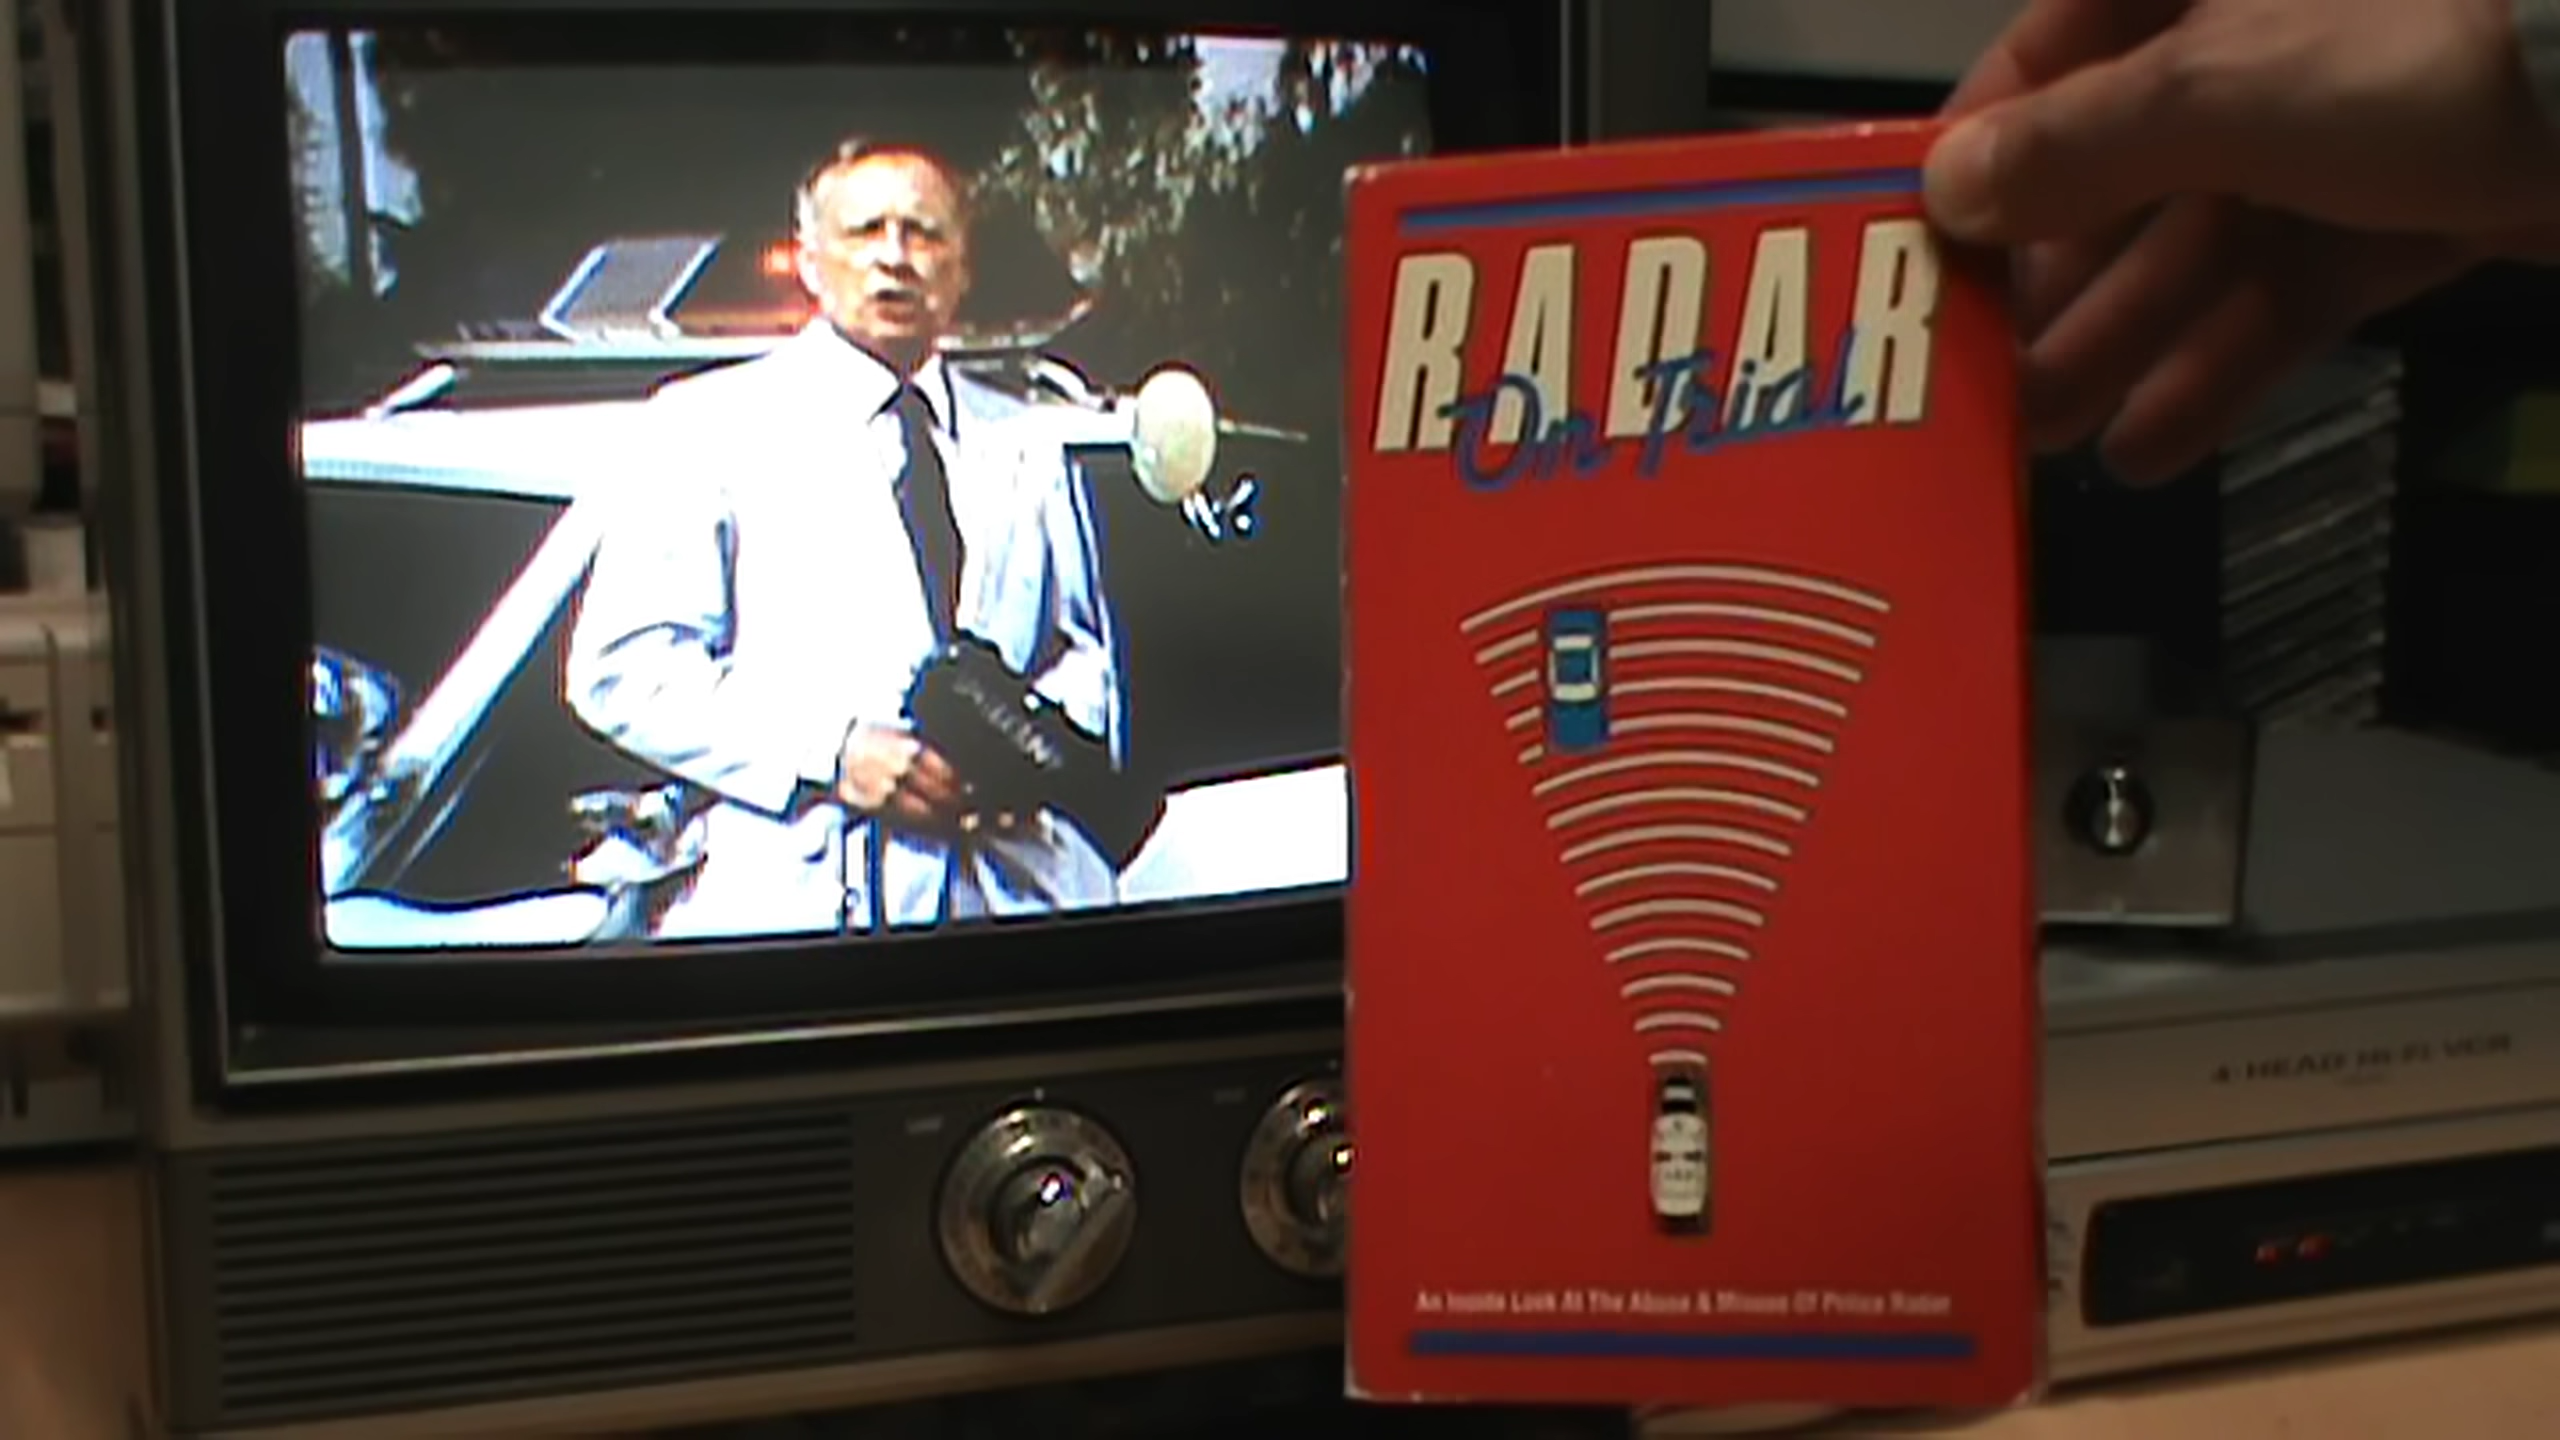 RADAR
On Trial
An Inside Look At The Abuse & Misuse Of Police Radar
4-HEAD HI-FI VCR